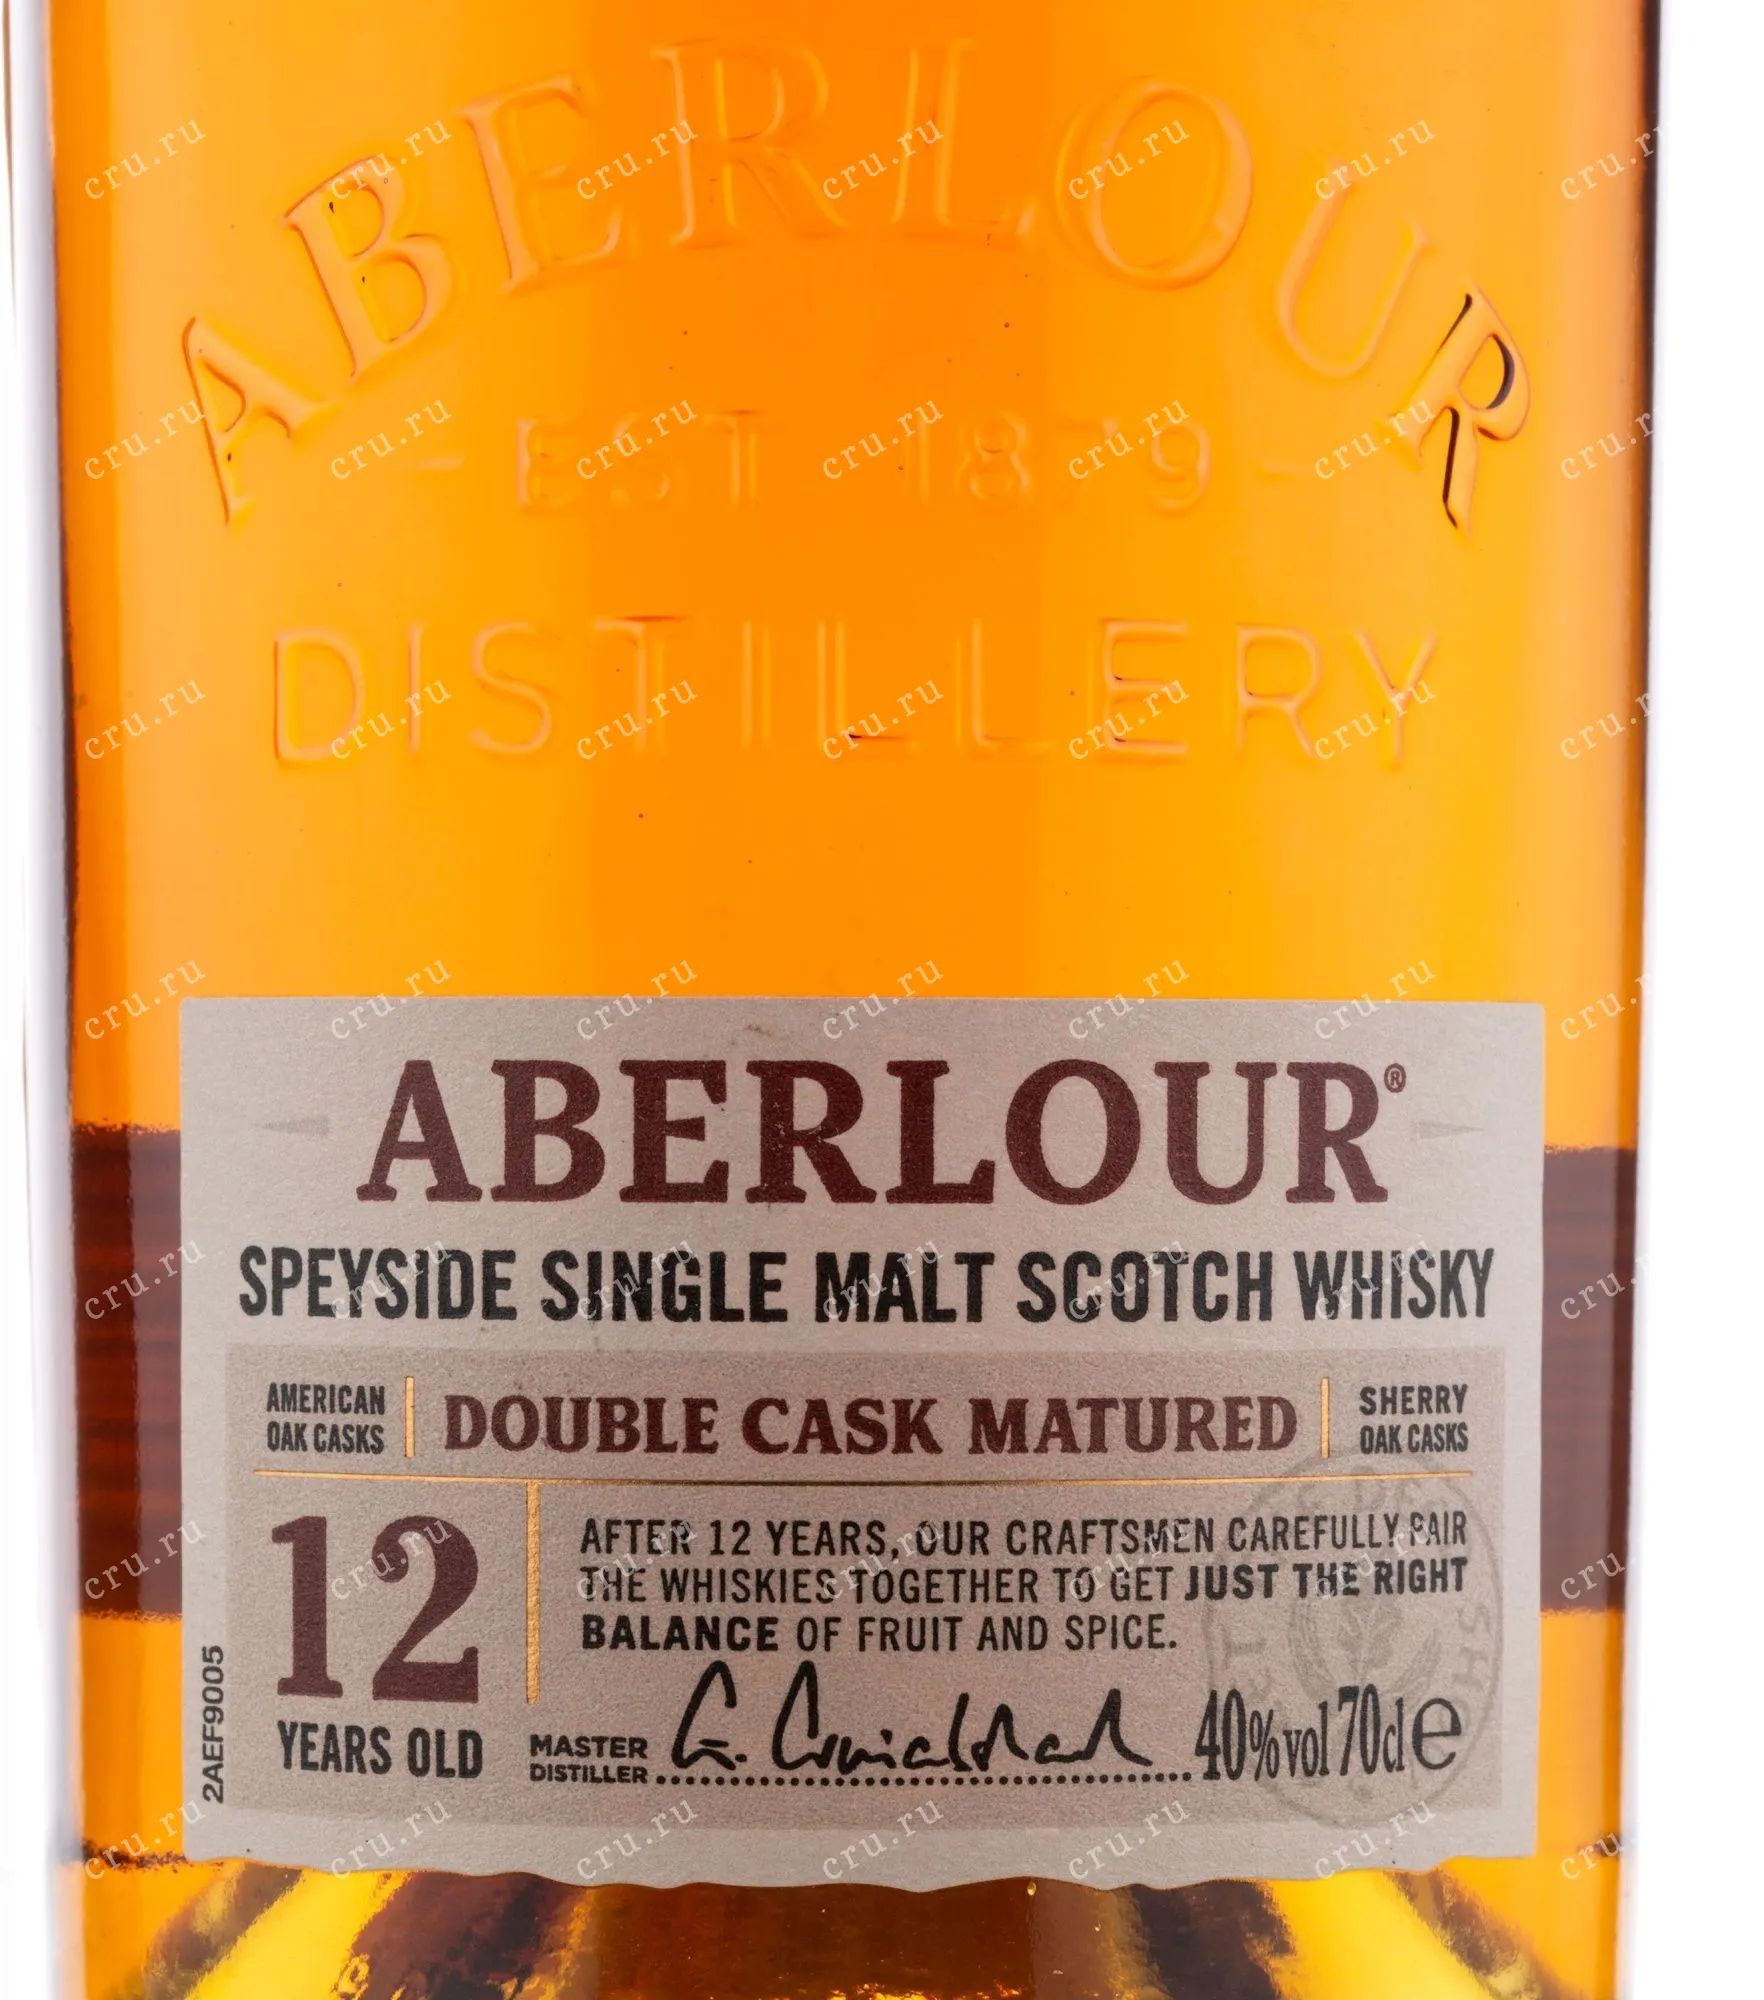 ABERLOUR
EST 1879
DISTILLERY
ABERLOUR®
SPEYSIDE SINGLE MALT SCOTCH WHISKY
AMERICAN
OAK CASKS
DOUBLE CASK MATURED
SHERRY
OAK CASKS
12
YEARS OLD
AFTER 12 YEARS, OUR CRAFTSMEN CAREFULLY PAIR
THE WHISKIES TOGETHER TO GET JUST THE RIGHT
BALANCE OF FRUIT AND SPICE.
MASTER
DISTILLER
40%vol 70cl e
2AEF9005
cru.ru